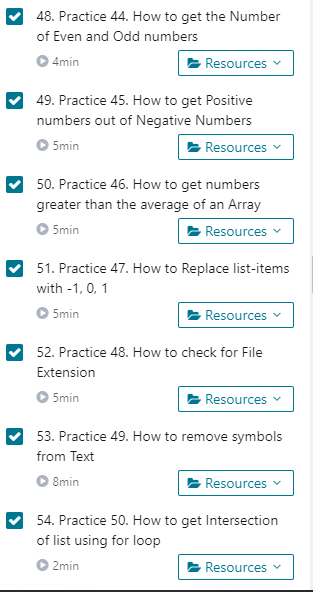 48. Practice 44. How to get the Number
of Even and Odd numbers
4min
Resources
49. Practice 45. How to get Positive
numbers out of Negative Numbers
5min
Resources
50. Practice 46. How to get numbers
greater than the average of an Array
5min
Resources
51. Practice 47. How to Replace list-items
with -1, 0, 1
5min
Resources
52. Practice 48. How to check for File
Extension
5min
Resources
53. Practice 49. How to remove symbols
from Text
8min
Resources
54. Practice 50. How to get Intersection
of list using for loop
2min
Resources